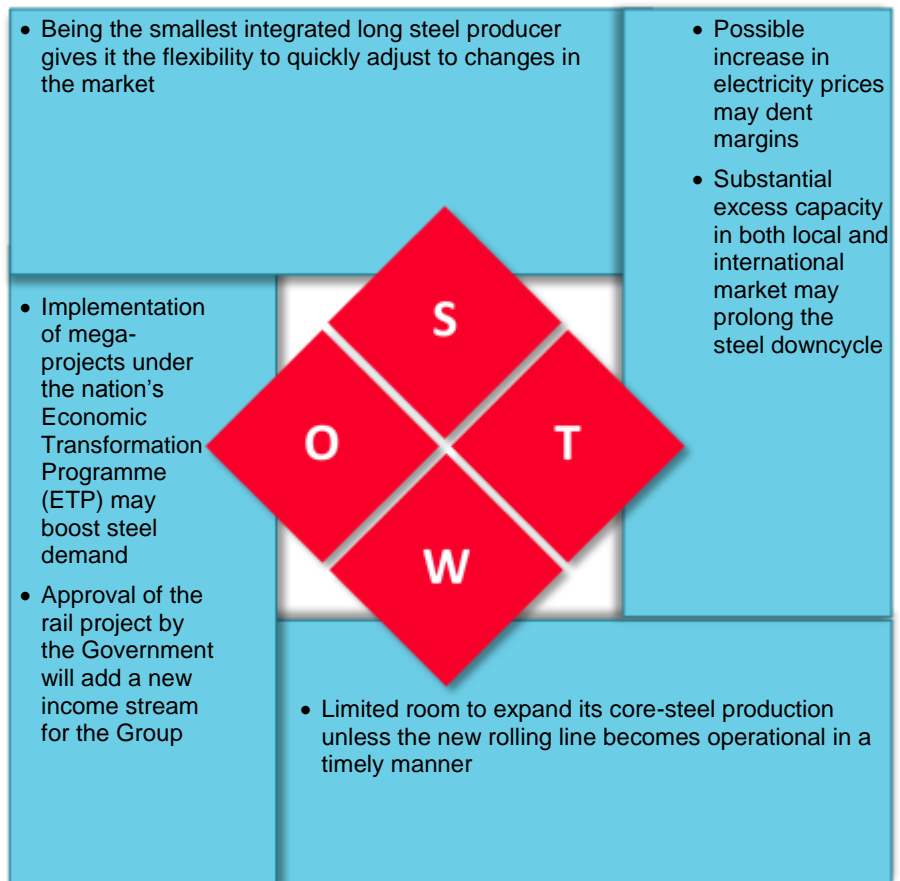 • Being the smallest integrated long steel producer
gives it the flexibility to quickly adjust to changes in
the market
• Possible
increase in
electricity prices
may dent
margins
• Substantial
excess capacity
in both local and
international
market may
prolong the
steel downcycle
• Implementation
of mega-
projects under
the nation’s
Economic
Transformation
Programme
(ETP) may
boost steel
demand
• Approval of the
rail project by
the Government
will add a new
income stream
for the Group
S
O
T
W
• Limited room to expand its core-steel production
unless the new rolling line becomes operational in a
timely manner